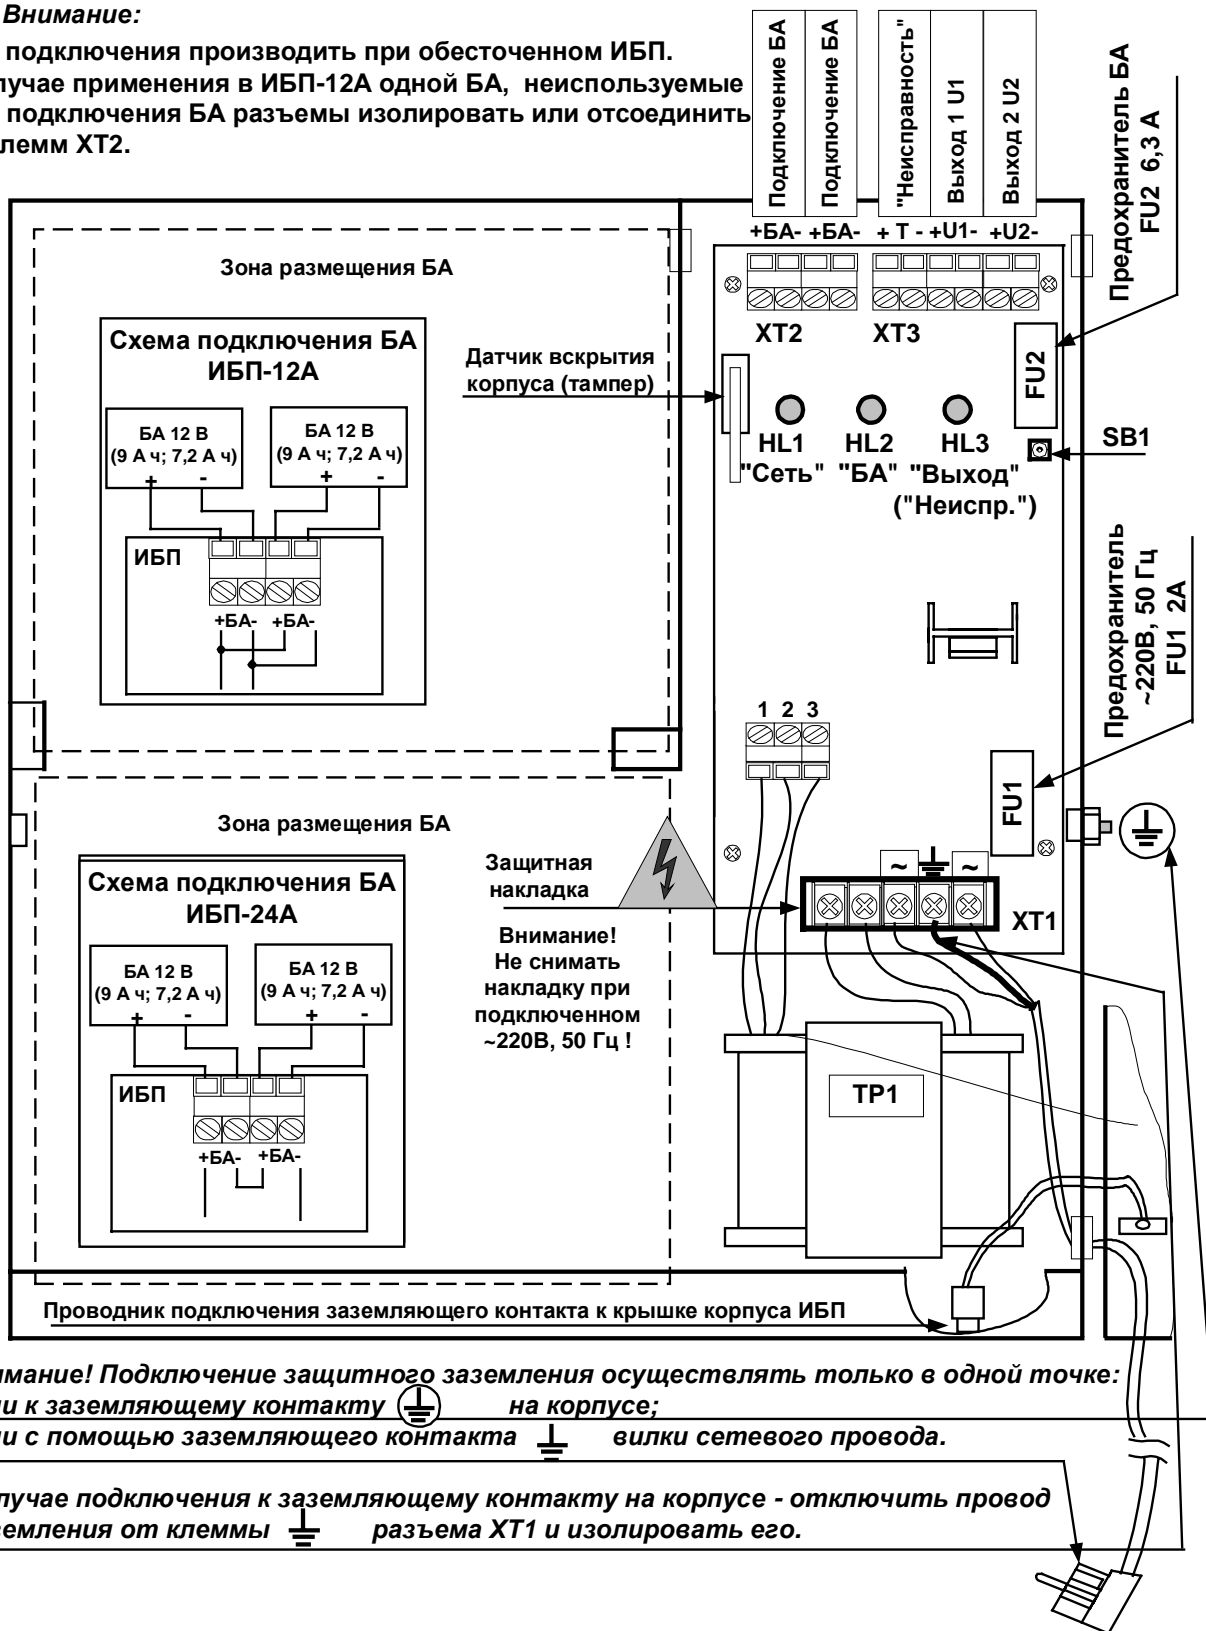 Внимание:
подключения производить при обесточенном ИБП.
лучае применения в ИБП-12А одной БА, неиспользуемые
подключения БА разъемы изолировать или отсоединить
лемм ХТ2.
Подключение БА
Подключение БА
"Неисправность"
Выход 1 U1
Выход 2 U2
Предохранитель БА
FU2 6,3 А
+БА- +БА- + Т - +U1- +U2-
Зона размещения БА
ХТ2 ХТ3
FU2
Схема подключения БА
ИБП-12А
Датчик вскрытия
корпуса (тампер)
HL1 HL2 HL3
"Сеть" "БА" "Выход"
("Неиспр.")
SB1
БА 12 В
(9 А ч; 7,2 А ч)
+ -
БА 12 В
(9 А ч; 7,2 А ч)
+ -
ИБП
+БА- +БА-
Предохранитель
~220В, 50 Гц
FU1 2А
1 2 3
FU1
Зона размещения БА
Защитная
накладка
~ ~
ХТ1
Схема подключения БА
ИБП-24А
Внимание!
Не снимать
накладку при
подключенном
~220В, 50 Гц !
БА 12 В
(9 А ч; 7,2 А ч)
+ -
БА 12 В
(9 А ч; 7,2 А ч)
+ -
ИБП
+БА- +БА-
ТР1
Проводник подключения заземляющего контакта к крышке корпуса ИБП
имание! Подключение защитного заземления осуществлять только в одной точке:
и к заземляющему контакту на корпусе;
и с помощью заземляющего контакта вилки сетевого провода.
лучае подключения к заземляющему контакту на корпусе - отключить провод
земления от клеммы разъема ХТ1 и изолировать его.